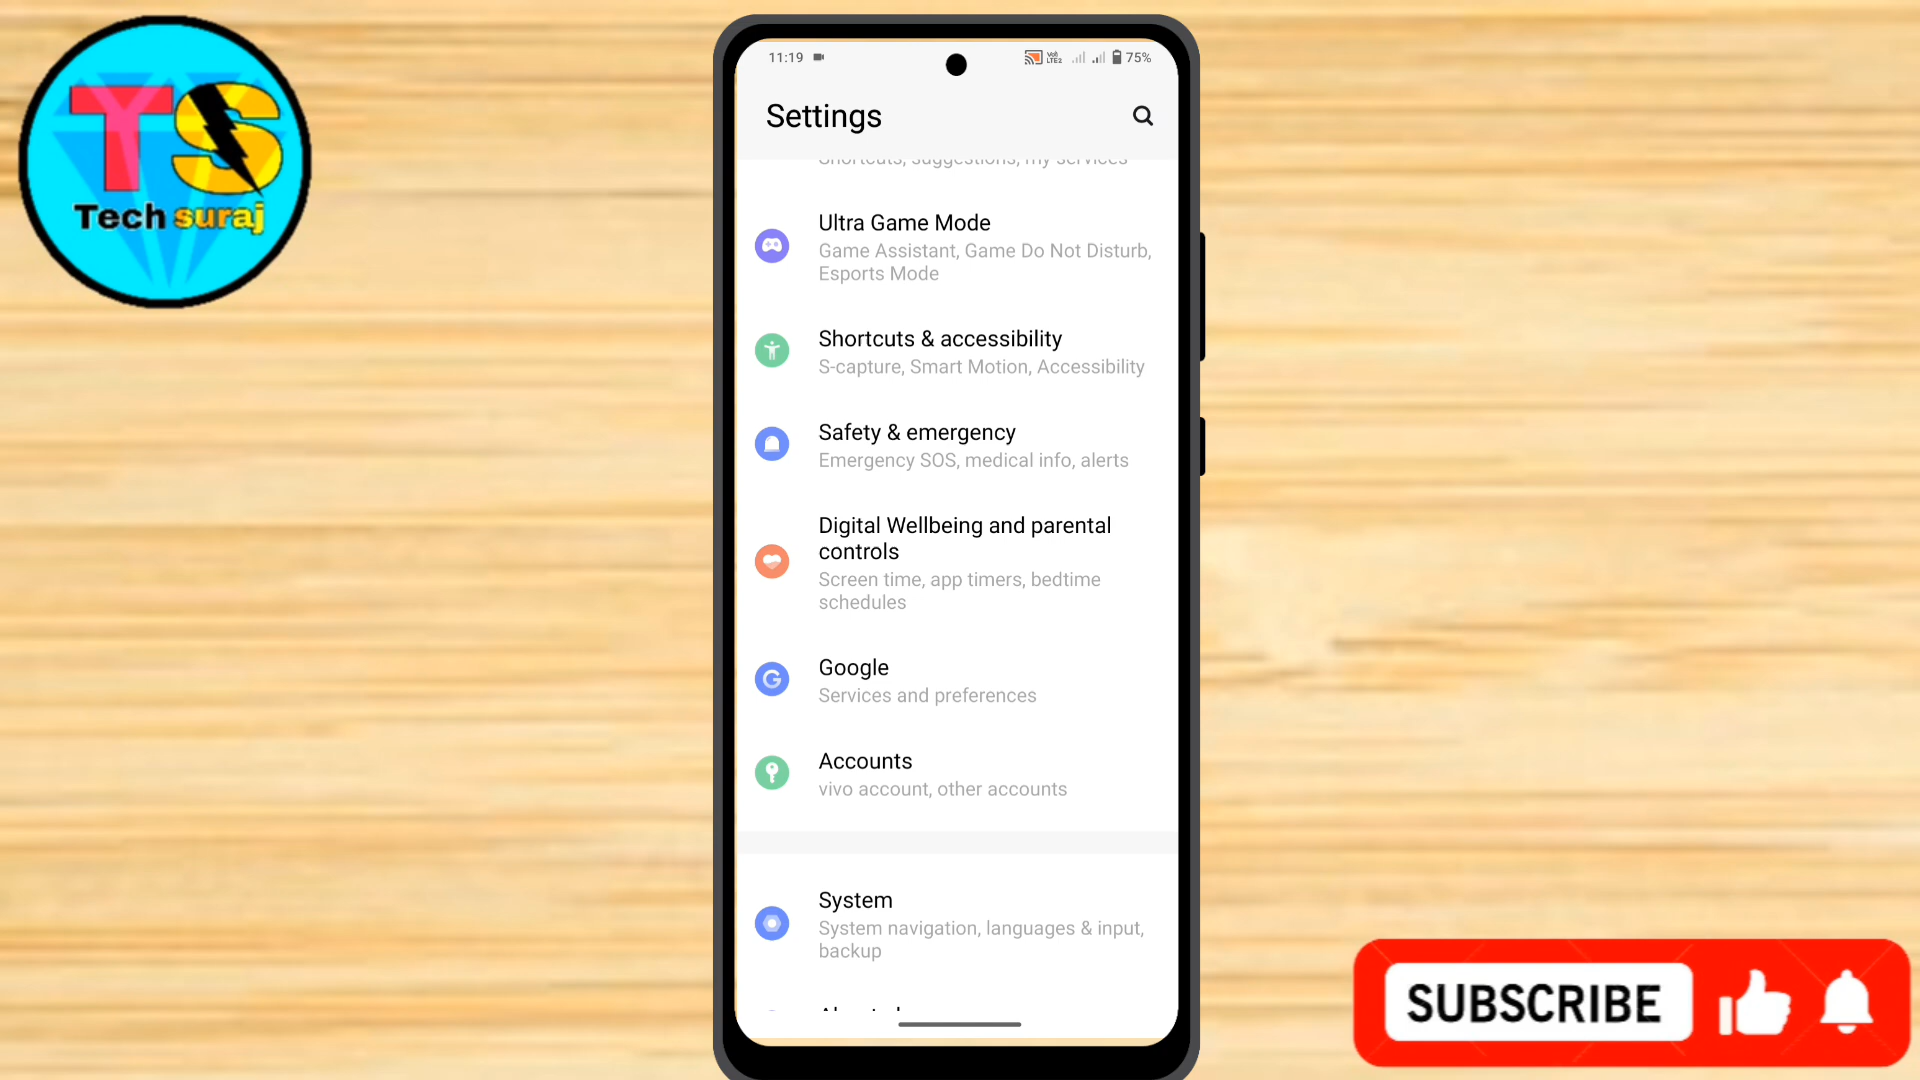 TS
Tech suraj
11:19
75%
Settings
Shortcuts, suggestions, my services
Ultra Game Mode
Game Assistant, Game Do Not Disturb,
Esports Mode
Shortcuts & accessibility
S-capture, Smart Motion, Accessibility
Safety & emergency
Emergency SOS, medical info, alerts
Digital Wellbeing and parental
controls
Screen time, app timers, bedtime
schedules
Google
Services and preferences
Accounts
vivo account, other accounts
System
System navigation, languages & input,
backup
SUBSCRIBE